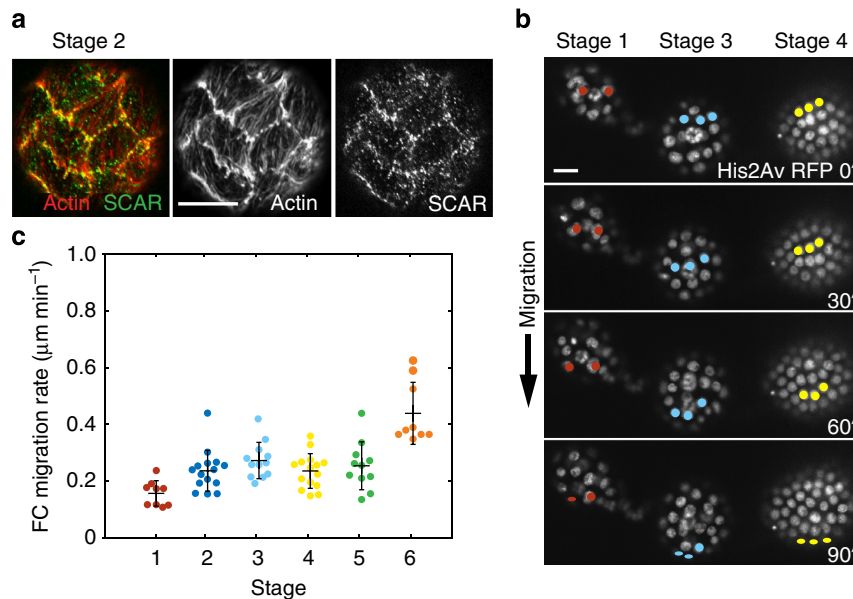 a
Stage 2
Actin SCAR
Actin
SCAR
b
Stage 1 Stage 3 Stage 4
His2Av RFP 0'
30'
60'
90'
Migration
c
1.0
0.8
0.6
0.4
0.2
0
FC migration rate (μm min−1)
1 2 3 4 5 6
Stage